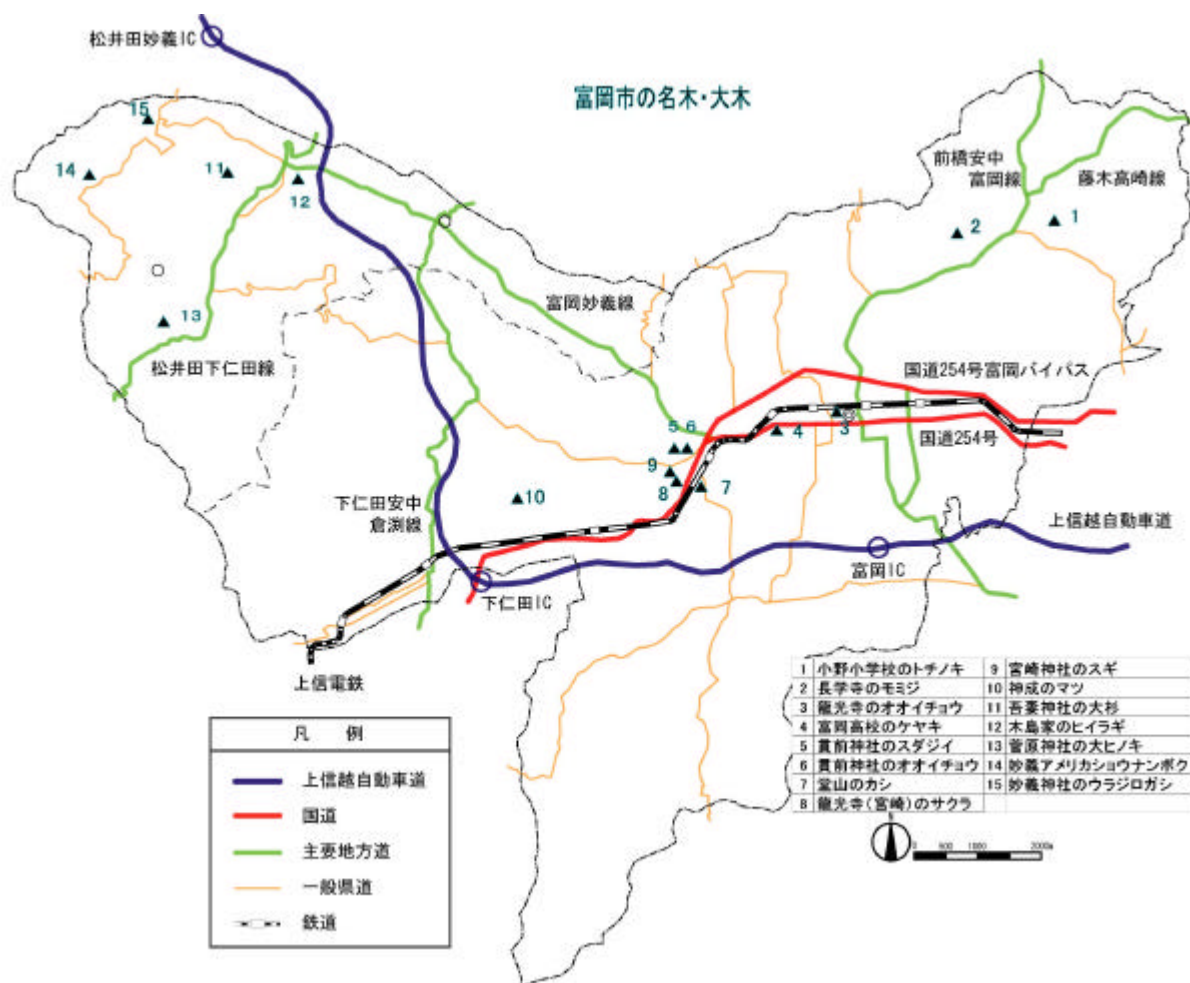 松井田妙義IC
富岡市の名木・大木
15
14
11
12
前橋安中
富岡線
藤木高崎線
2
1
富岡妙義線
13
松井田下仁田線
国道254号富岡バイパス
3
4
国道254号
5 6
9
8
7
10
下仁田安中
倉渕線
上信越自動車道
富岡IC
下仁田IC
上信電鉄
1 小野小学校のトチノキ
2 長学寺のモミジ
3 龍光寺のオオイチョウ
4 富岡高校のケヤキ
5 貫前神社のスダジイ
6 貫前神社のオオイチョウ
7 堂山のカシ
8 龍光寺(宮崎)のサクラ
9 宮崎神社のスギ
10 神成のマツ
11 吾妻神社の大杉
12 木島家のヒイラギ
13 菅原神社の大ヒノキ
14 妙義アメリカショウナンボク
15 妙義神社のウラジロガシ
凡 例
上信越自動車道
国道
主要地方道
一般県道
鉄道
N
0 500 1000 2000m